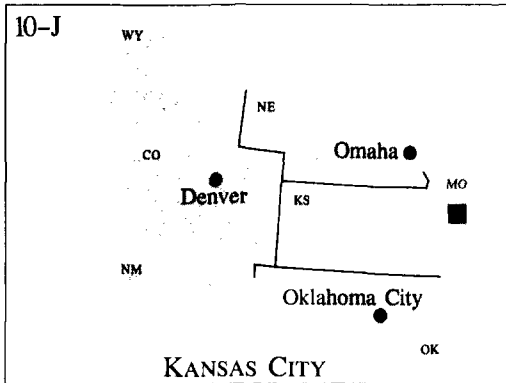 10-J
WY
NE
CO
Omaha
Denver
MO
KS
NM
Oklahoma City
OK
KANSAS CITY